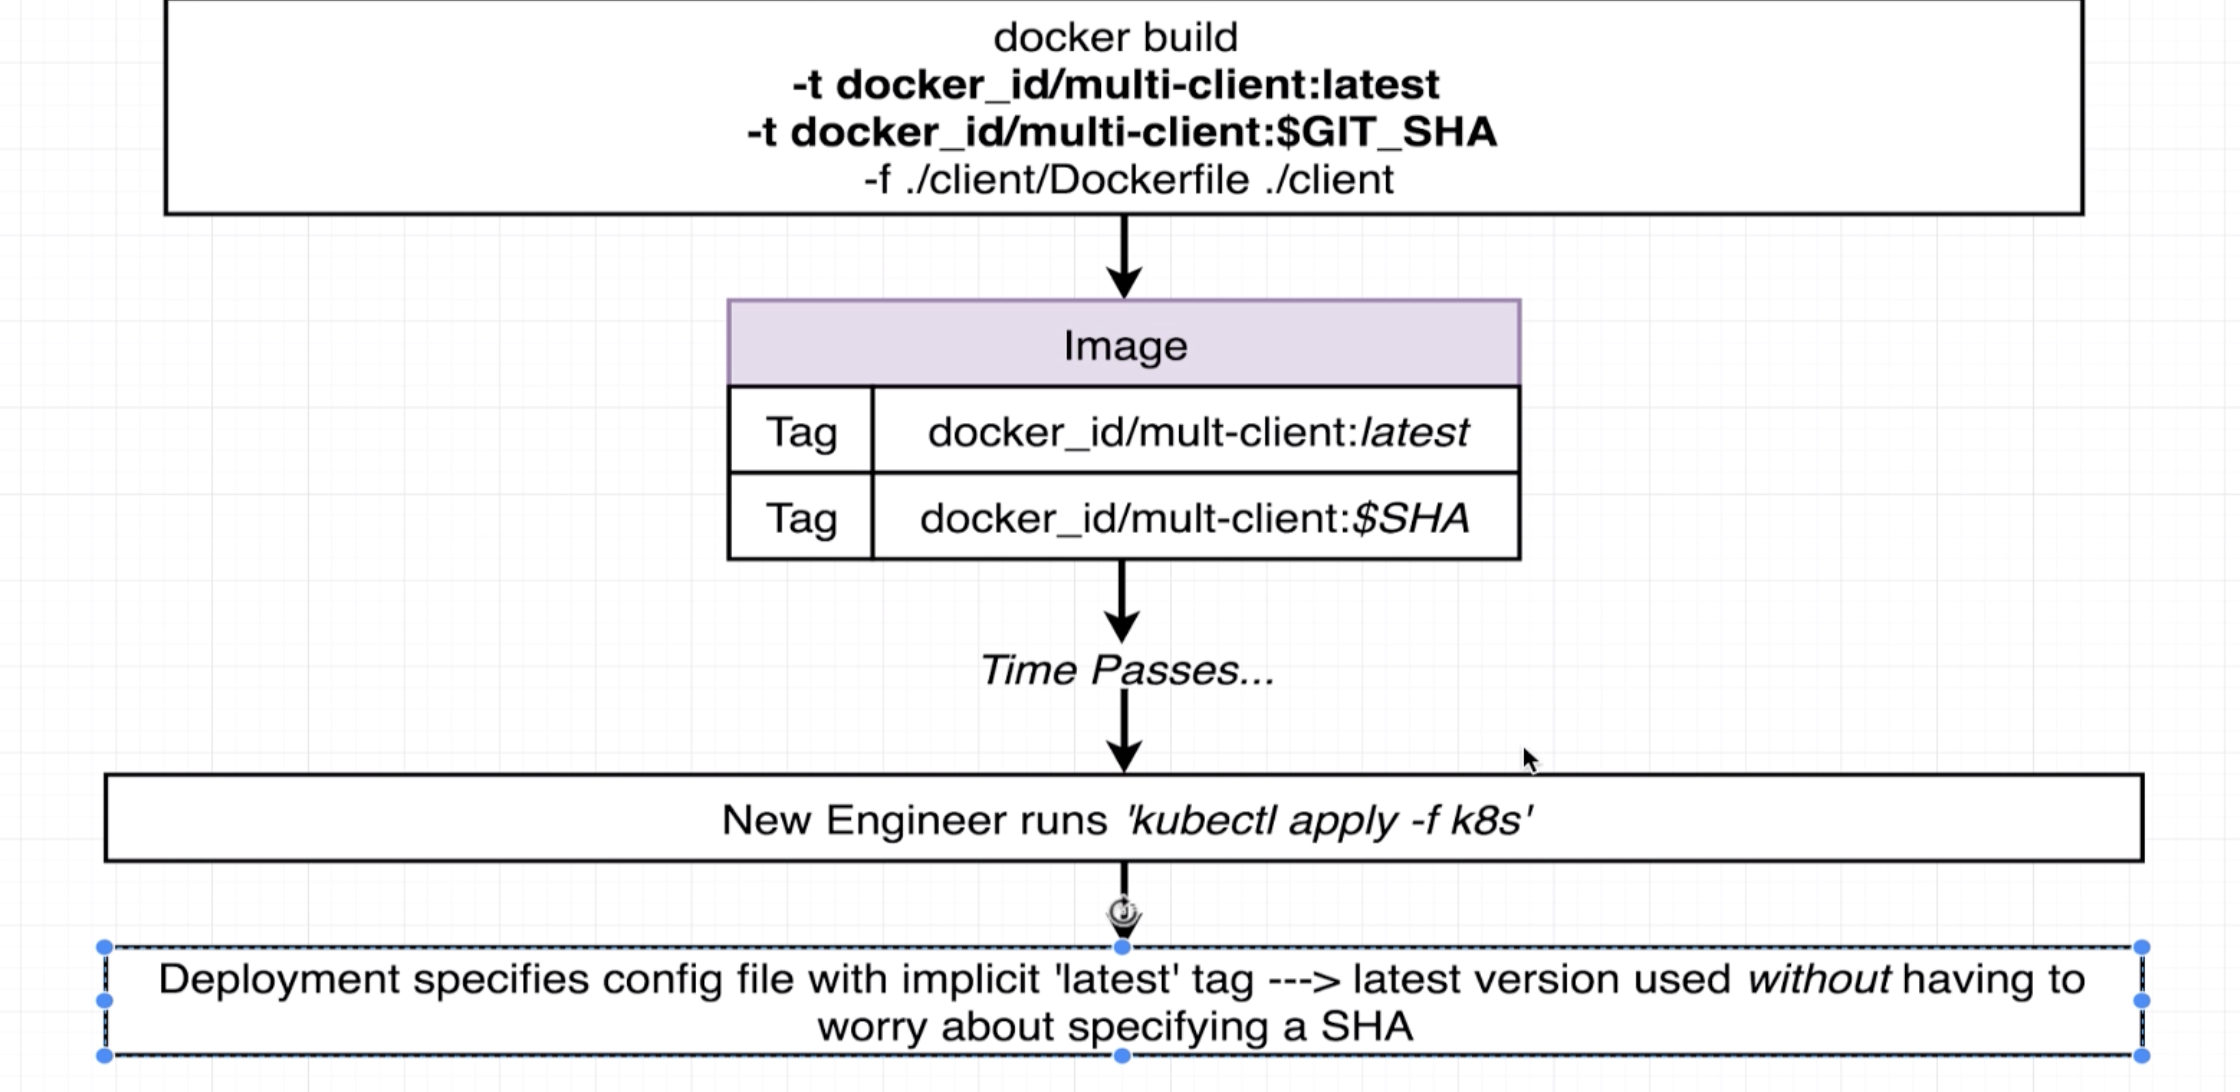 docker build
-t docker_id/multi-client:latest
-t docker_id/multi-client:$GIT_SHA
-f ./client/Dockerfile ./client
Image
Tag docker_id/mult-client:latest
Tag docker_id/mult-client:$SHA
Time Passes...
New Engineer runs 'kubectl apply -f k8s'
Deployment specifies config file with implicit 'latest' tag ---> latest version used without having to
worry about specifying a SHA